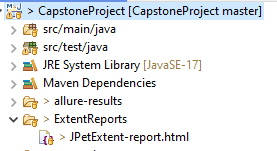 > CapstoneProject [CapstoneProject master]
> src/main/java
> src/test/java
> JRE System Library [JavaSE-17]
> Maven Dependencies
> allure-results
> ExtentReports
> JPetExtent-report.html